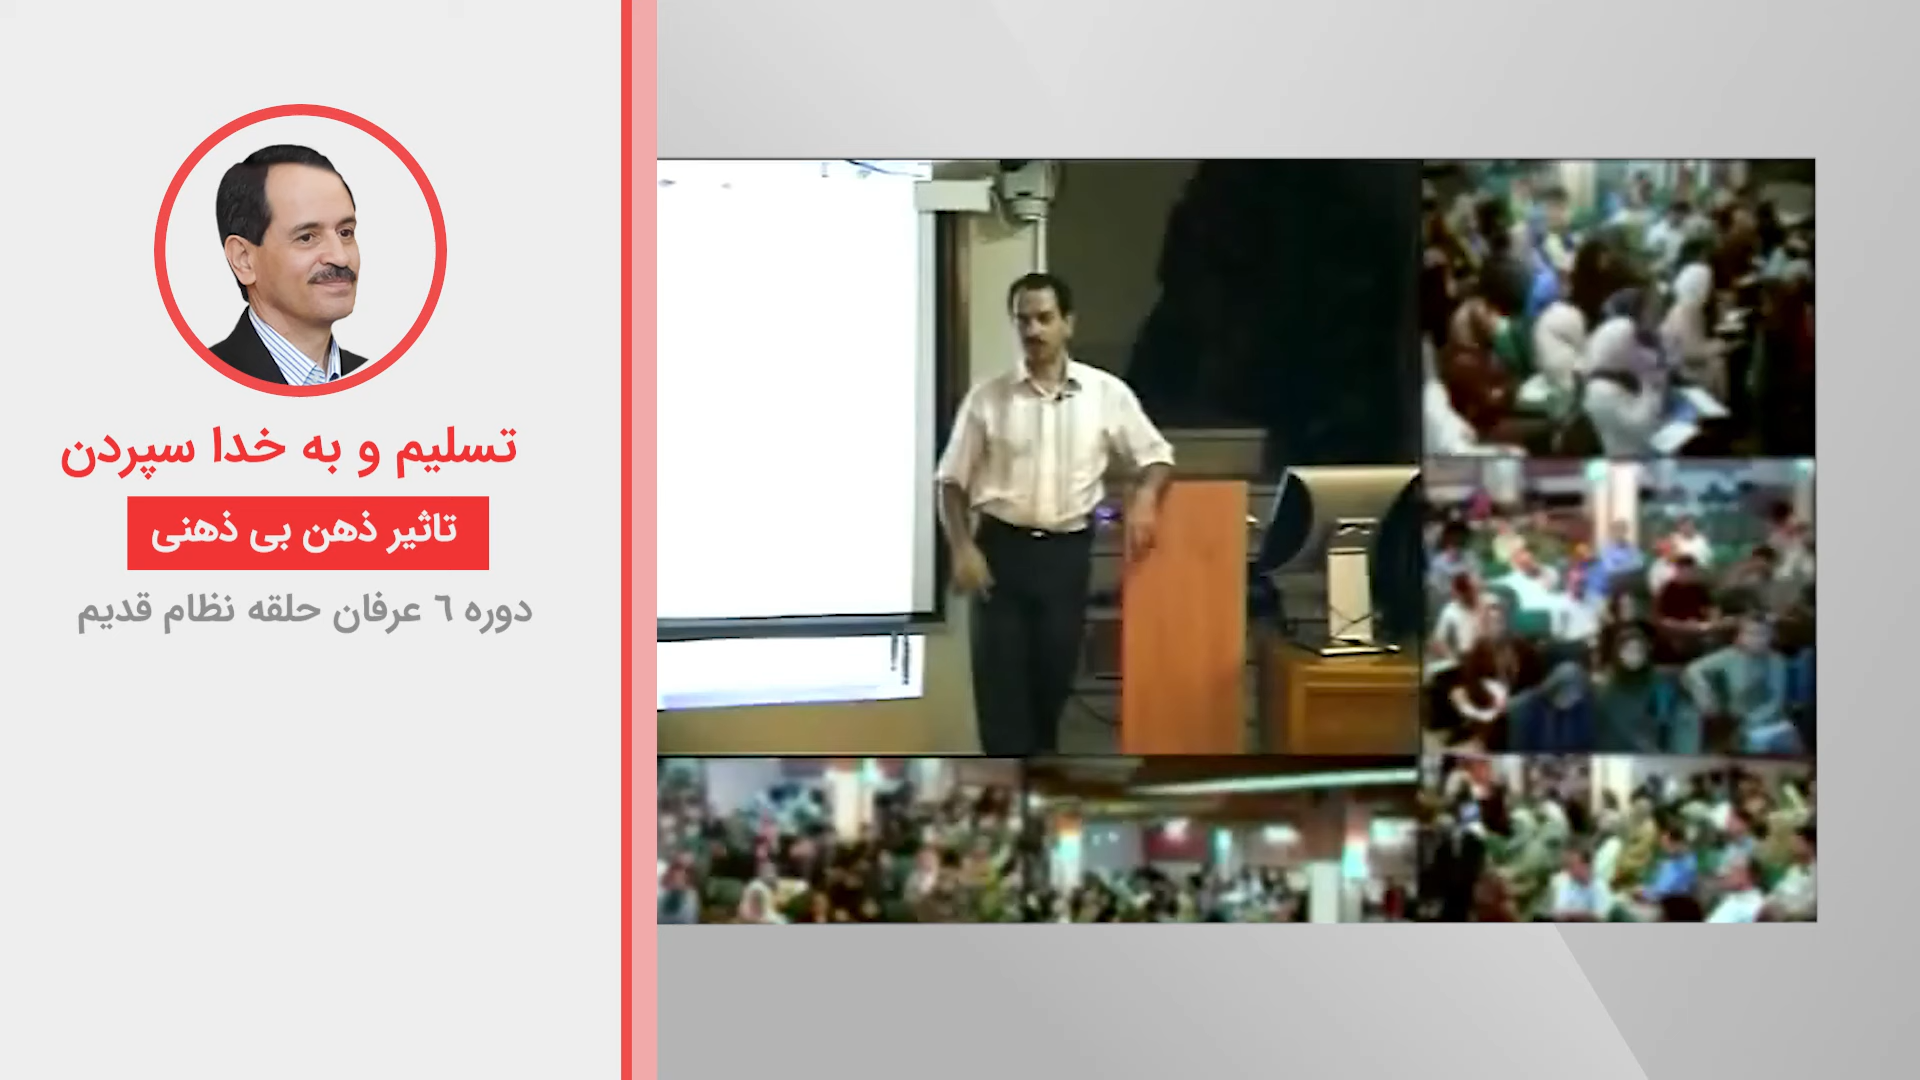 تسلیم و به خدا سپردن
تاثیر ذهن بی ذهنی
دوره ٦ عرفان حلقه نظام قدیم